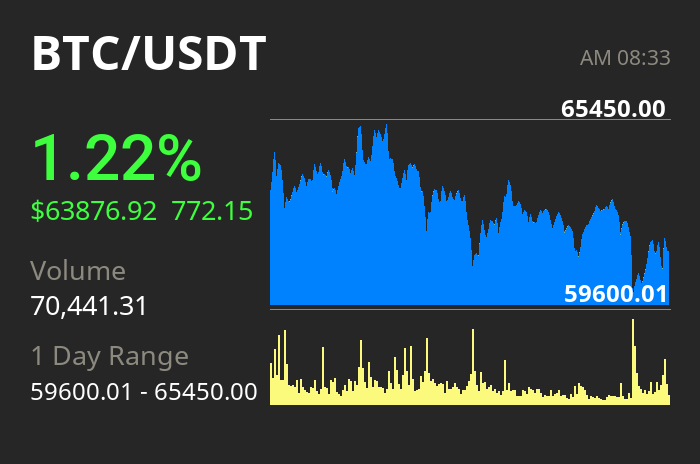 BTC/USDT
AM 08:33
65450.00
1.22%
$63876.92 772.15
Volume
70,441.31
59600.01
1 Day Range
59600.01 - 65450.00